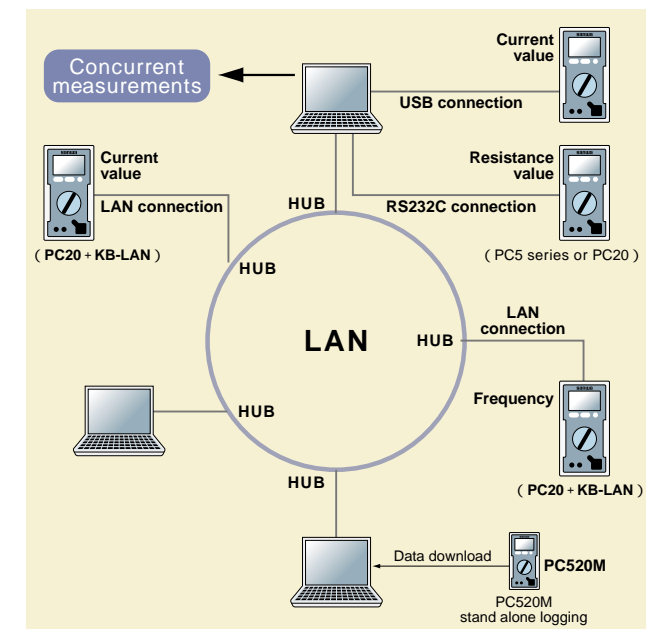 Concurrent
measurements
Current
value
USB connection
Current
value
LAN connection
( PC20 + KB-LAN )
Resistance
value
RS232C connection
( PC5 series or PC20 )
HUB
HUB
LAN
HUB
LAN
connection
HUB
Frequency
( PC20 + KB-LAN )
HUB
Data download
PC520M
PC520M
stand alone logging